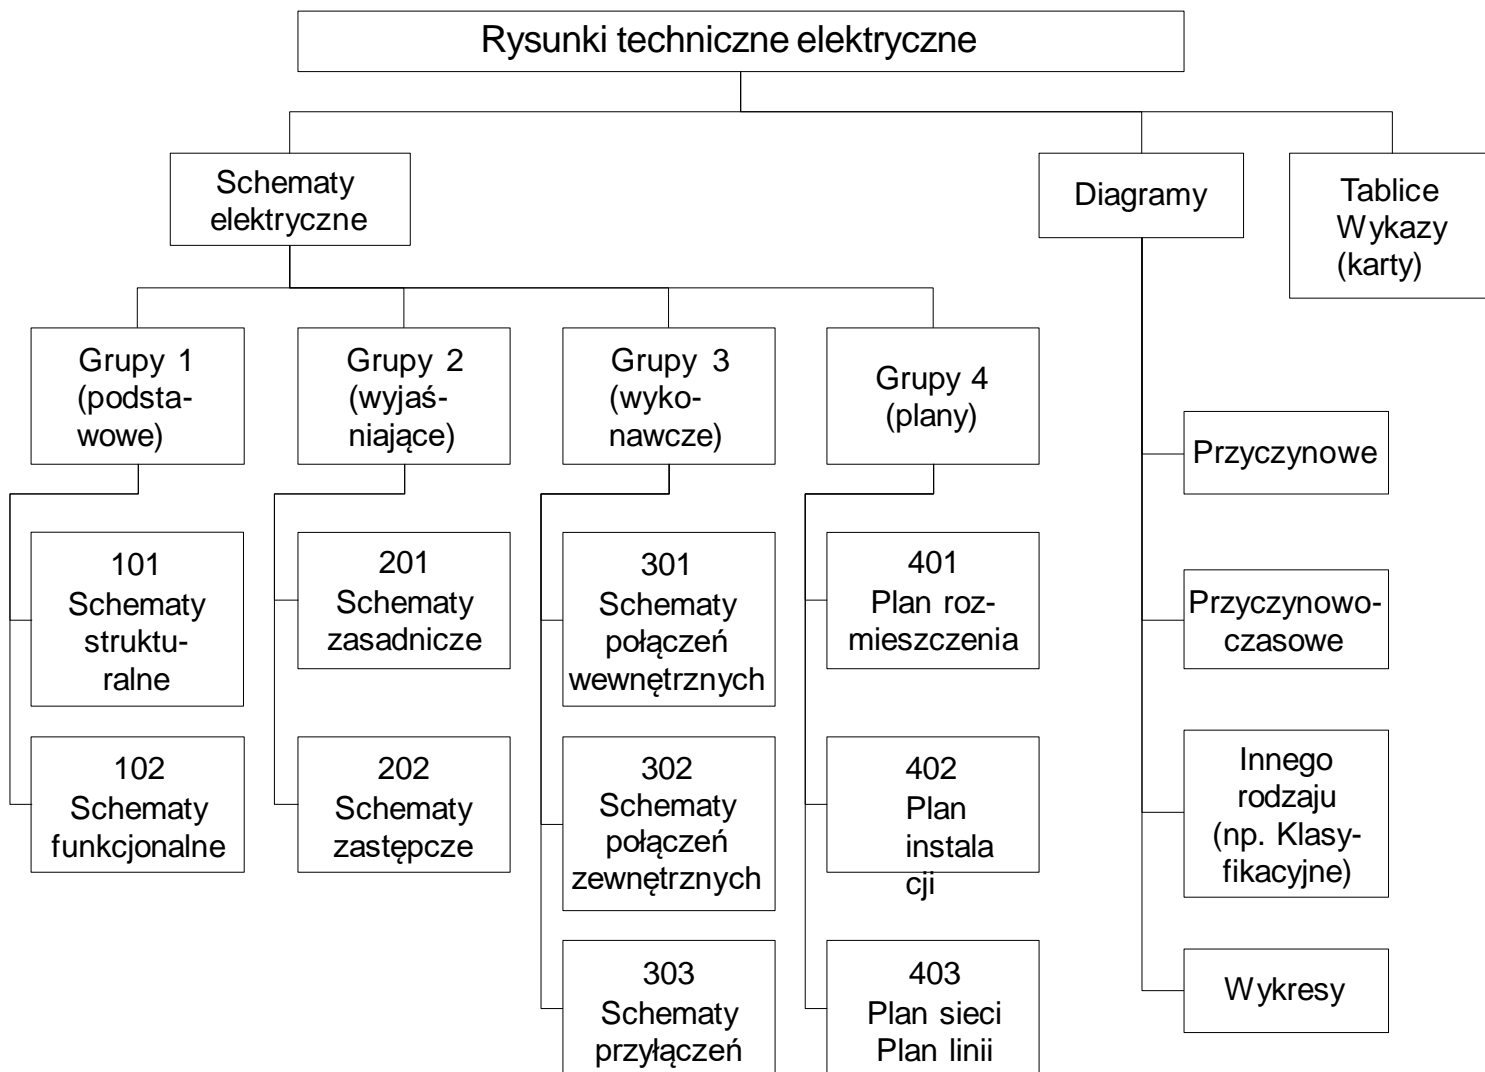 Rysunki techniczne elektryczne
Schematy
elektryczne
Diagramy
Tablice
Wykazy
(karty)
Grupy 1
(podsta-
wowe)
Grupy 2
(wyjaś-
niające)
Grupy 3
(wyko-
nawcze)
Grupy 4
(plany)
Przyczynowe
101
Schematy
struktu-
ralne
201
Schematy
zasadnicze
301
Schematy
połączeń
wewnętrznych
401
Plan roz-
mieszczenia
Przyczynowo-
czasowe
102
Schematy
funkcjonalne
202
Schematy
zastępcze
302
Schematy
połączeń
zewnętrznych
402
Plan
instala
cji
Innego
rodzaju
(np. Klasy-
fikacyjne)
303
Schematy
przyłączeń
403
Plan sieci
Plan linii
Wykresy